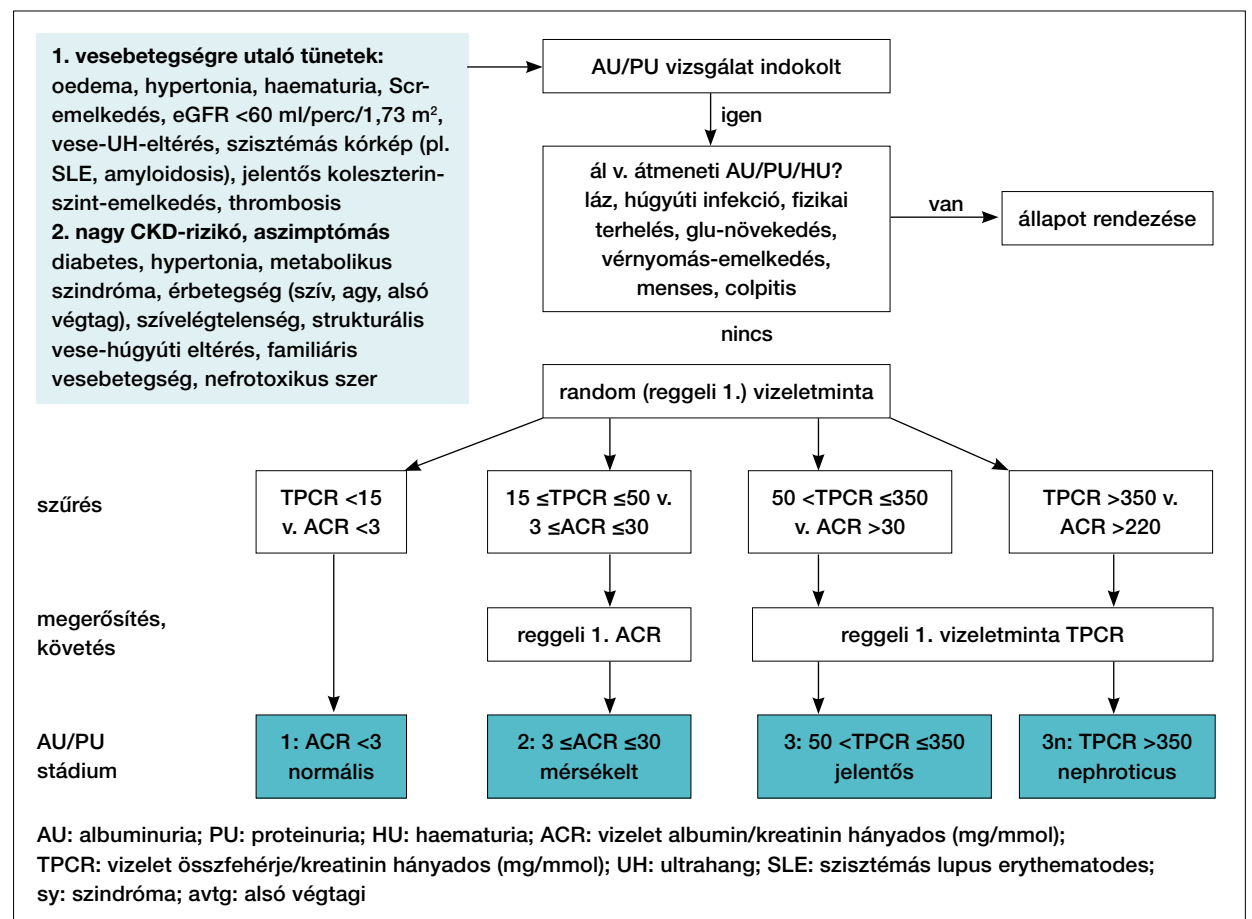 1. vesebetegségre utaló tünetek:
oedema, hypertonia, haematuria, Scr-
emelkedés, eGFR <60 ml/perc/1,73 m²,
vese-UH-eltérés, szisztémás kórkép (pl.
SLE, amyloidosis), jelentős koleszterin-
szint-emelkedés, thrombosis
2. nagy CKD-rizikó, aszimptómás
diabetes, hypertonia, metabolikus
szindróma, érbetegség (szív, agy, alsó
végtag), szívelégtelenség, strukturális
vese-húgyúti eltérés, familiáris
vesebetegség, nefrotoxikus szer
AU/PU vizsgálat indokolt
igen
ál v. átmeneti AU/PU/HU?
láz, húgyúti infekció, fizikai
terhelés, glu-növekedés,
vérnyomás-emelkedés,
menses, colpitis
van
állapot rendezése
nincs
random (reggeli 1.) vizeletminta
szűrés
TPCR <15
v. ACR <3
15 ≤TPCR ≤50 v.
3 ≤ACR ≤30
50 <TPCR ≤350
v. ACR >30
TPCR >350 v.
ACR >220
megerősítés,
követés
reggeli 1. ACR
reggeli 1. vizeletminta TPCR
AU/PU
stádium
1: ACR <3
normális
2: 3 ≤ACR ≤30
mérsékelt
3: 50 <TPCR ≤350
jelentős
3n: TPCR >350
nephroticus
AU: albuminuria; PU: proteinuria; HU: haematuria; ACR: vizelet albumin/kreatinin hányados (mg/mmol);
TPCR: vizelet összfehérje/kreatinin hányados (mg/mmol); UH: ultrahang; SLE: szisztémás lupus erythematodes;
sy: szindróma; avtg: alsó végtagi